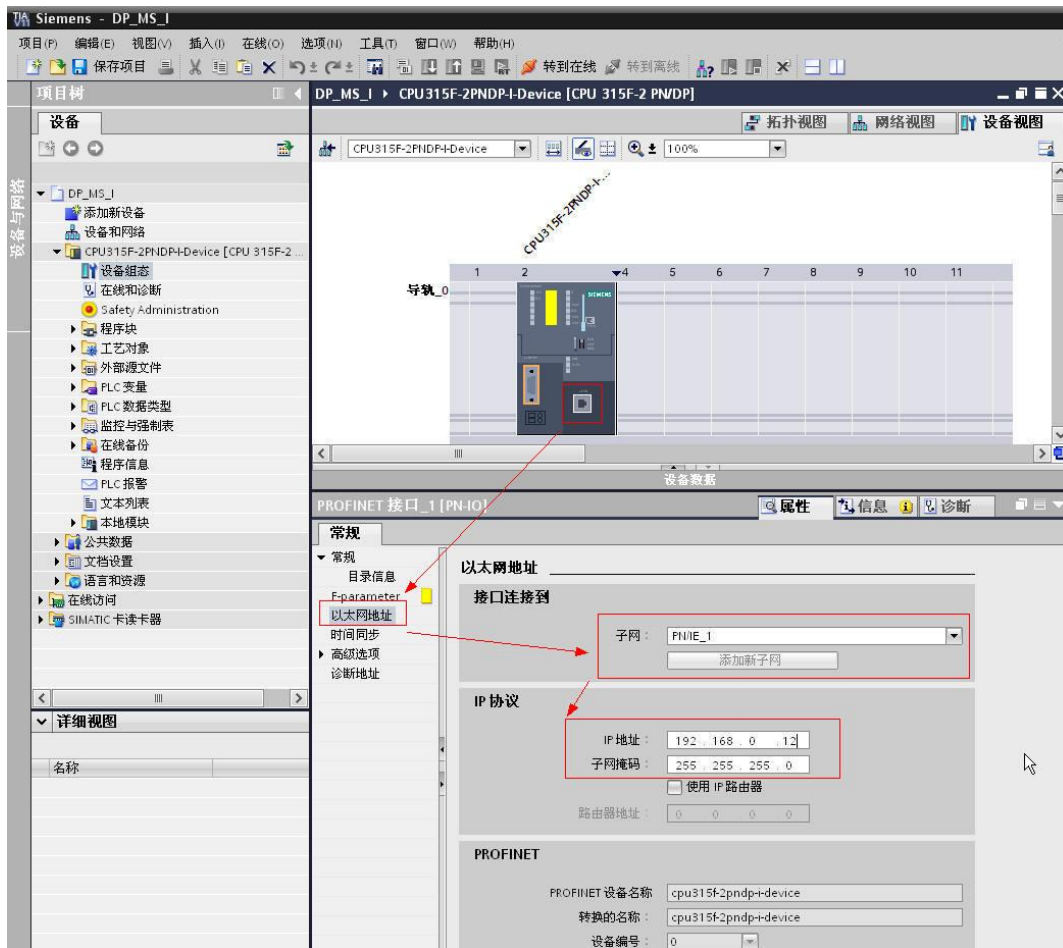 Siemens - DP_MS_I
项目(P) 编辑(E) 视图(V) 插入(I) 在线(O) 选项(N) 工具(T) 窗口(W) 帮助(H)
保存项目 转到在线 转到离线
项目树
DP_MS_I CPU315F-2PNDP-I-Device [CPU 315F-2 PN/DP]
设备
拓扑视图 网络视图 设备视图
CPU315F-2PNDP-I-Device 100%
设备与网络
DP_MS_I
添加新设备
设备和网络
CPU315F-2PNDP-I-Device [CPU 315F-2 ...
设备组态
在线和诊断
Safety Administration
程序块
工艺对象
外部源文件
PLC 变量
PLC 数据类型
监控与强制表
在线备份
程序信息
PLC 报警
文本列表
本地模块
公共数据
文档设置
语言和资源
在线访问
SIMATIC 卡读卡器
详细视图
名称
CPU315F-2PNDP-I-...
1 2 4 5 6 7 8 9 10 11
导轨_0
SIEMENS
设备数据
PROFINET 接口_1 [PN-IO]
属性 信息 诊断
常规
常规
目录信息
F-parameter
以太网地址
时间同步
高级选项
诊断地址
以太网地址
接口连接到
子网： PN/IE_1
添加新子网
IP 协议
IP 地址： 192 . 168 . 0 . 12
子网掩码： 255 . 255 . 255 . 0
使用 IP 路由器
路由器地址： 0 . 0 . 0 . 0
PROFINET
PROFINET 设备名称 cpu315f-2pndp-i-device
转换的名称： cpu315f-2pndp-i-device
设备编号： 0